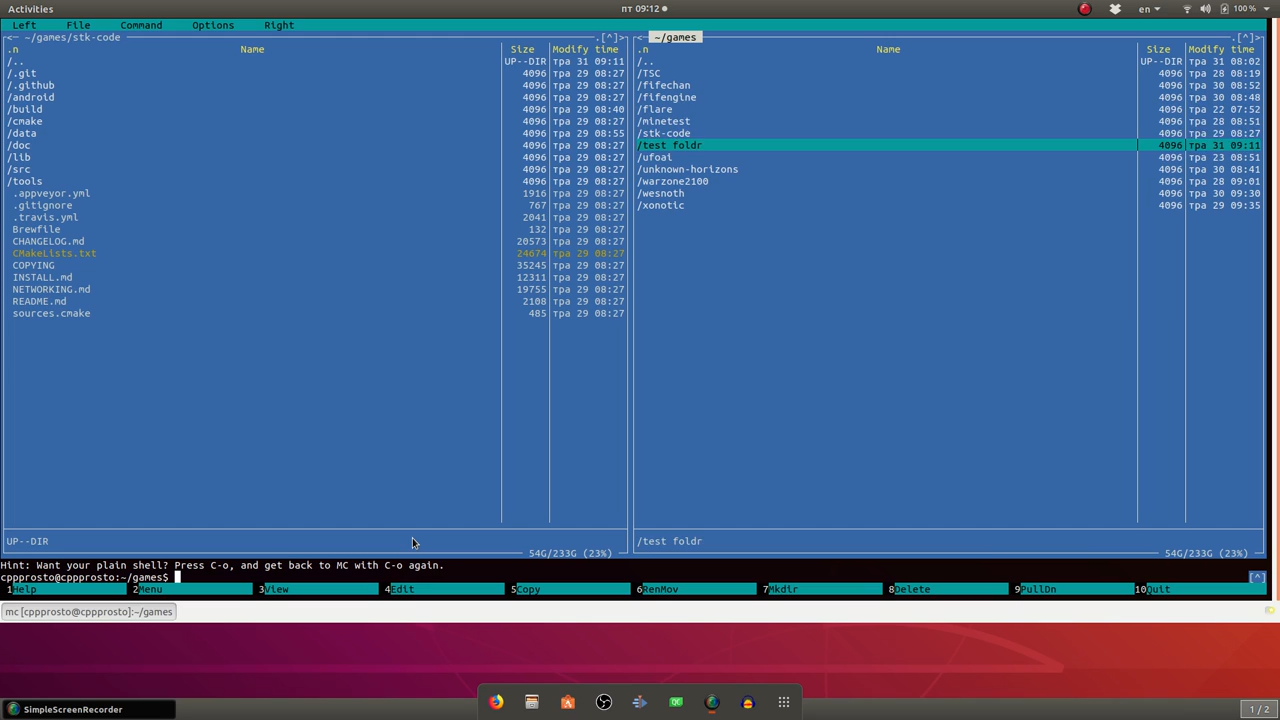 Activities пт 09:12 en 100 %
Left File Command Options Right
<─ ~/games/stk-code .[^]>
.n Name Size Modify time
/.. UP--DIR тра 31 09:11
/.git 4096 тра 29 08:27
/.github 4096 тра 29 08:27
/android 4096 тра 29 08:27
/build 4096 тра 29 08:40
/cmake 4096 тра 29 08:27
/data 4096 тра 29 08:55
/doc 4096 тра 29 08:27
/lib 4096 тра 29 08:27
/src 4096 тра 29 08:27
/tools 4096 тра 29 08:27
.appveyor.yml 1916 тра 29 08:27
.gitignore 767 тра 29 08:27
.travis.yml 2041 тра 29 08:27
Brewfile 132 тра 29 08:27
CHANGELOG.md 20573 тра 29 08:27
CMakeLists.txt 24674 тра 29 08:27
COPYING 35245 тра 29 08:27
INSTALL.md 12311 тра 29 08:27
NETWORKING.md 19755 тра 29 08:27
README.md 2108 тра 29 08:27
sources.cmake 485 тра 29 08:27
UP--DIR
54G/233G (23%)
<─ ~/games .[^]>
.n Name Size Modify time
/.. UP--DIR тра 31 08:02
/TSC 4096 тра 28 08:19
/fifechan 4096 тра 30 08:52
/fifengine 4096 тра 30 08:48
/flare 4096 тра 22 07:52
/minetest 4096 тра 28 08:51
/stk-code 4096 тра 29 08:27
/test foldr 4096 тра 31 09:11
/ufoai 4096 тра 23 08:51
/unknown-horizons 4096 тра 30 08:41
/warzone2100 4096 тра 28 09:01
/wesnoth 4096 тра 30 09:30
/xonotic 4096 тра 29 09:35
/test foldr
54G/233G (23%)
Hint: Want your plain shell? Press C-o, and get back to MC with C-o again.
cppprosto@cppprosto:~/games$ [^]
1Help 2Menu 3View 4Edit 5Copy 6RenMov 7Mkdir 8Delete 9PullDn 10Quit
mc [cppprosto@cppprosto]:~/games
QC
SimpleScreenRecorder 1 / 2